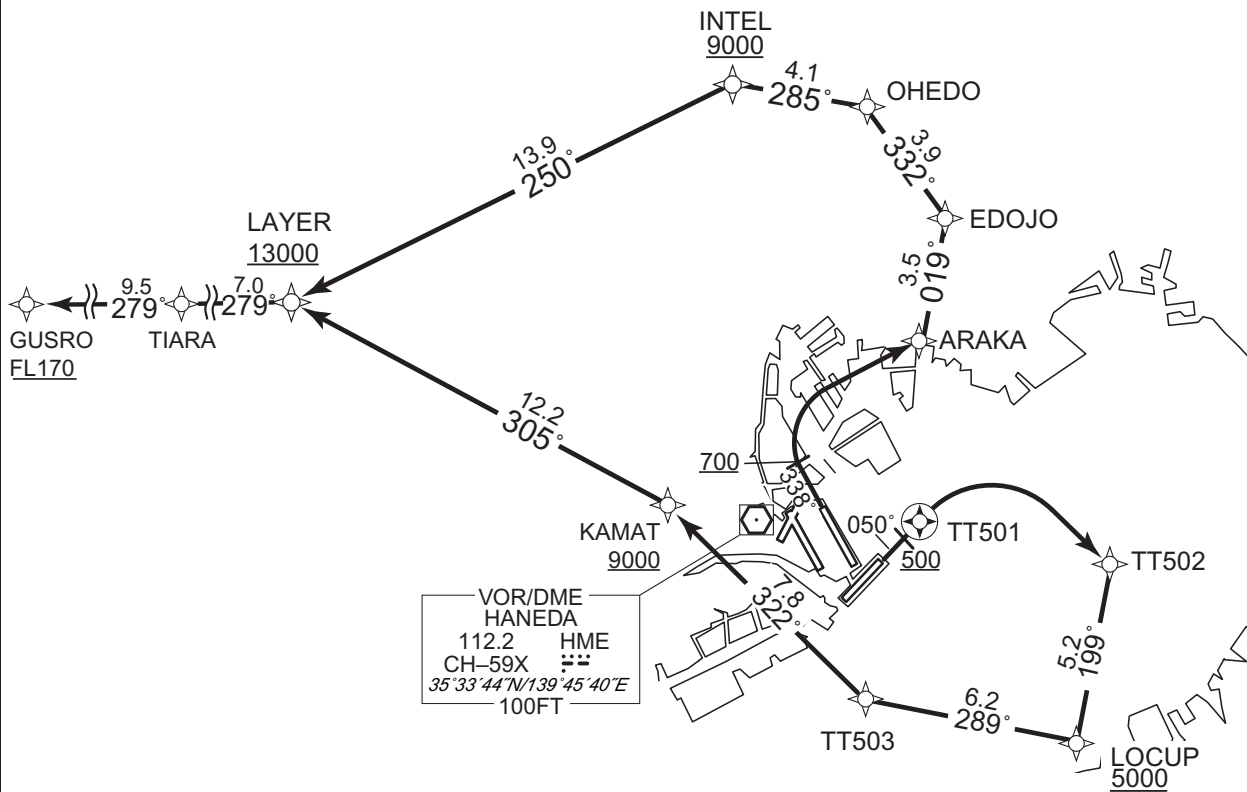 INTEL
9000
4.1
285°
OHEDO
3.9
332°
13.9
250°
EDOJO
3.5
019°
LAYER
13000
9.5
279°
7.0
279°
GUSRO
FL170
TIARA
ARAKA
12.2
305°
700
338°
KAMAT
9000
050°
500
TT501
TT502
VOR/DME
HANEDA
112.2 HME
CH–59X
35°33´44˝N/139°45´40˝E
100FT
7.8
322°
5.2
199°
6.2
289°
TT503
LOCUP
5000